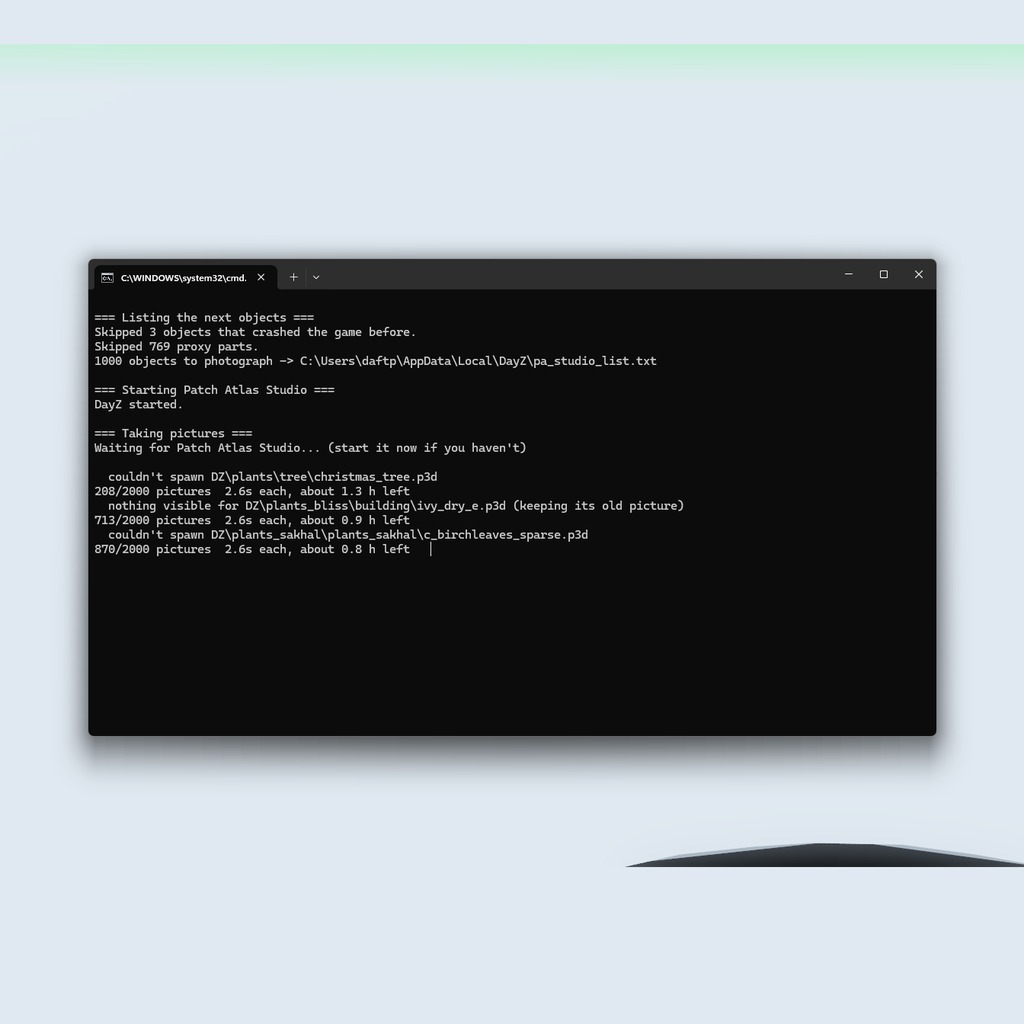 C:\WINDOWS\system32\cmd.
=== Listing the next objects ===
Skipped 3 objects that crashed the game before.
Skipped 769 proxy parts.
1000 objects to photograph -> C:\Users\daftp\AppData\Local\DayZ\pa_studio_list.txt
=== Starting Patch Atlas Studio ===
DayZ started.
=== Taking pictures ===
Waiting for Patch Atlas Studio... (start it now if you haven't)
couldn't spawn DZ\plants\tree\christmas_tree.p3d
208/2000 pictures  2.6s each, about 1.3 h left
nothing visible for DZ\plants_bliss\building\ivy_dry_e.p3d (keeping its old picture)
713/2000 pictures  2.6s each, about 0.9 h left
couldn't spawn DZ\plants_sakhal\plants_sakhal\c_birchleaves_sparse.p3d
870/2000 pictures  2.6s each, about 0.8 h left